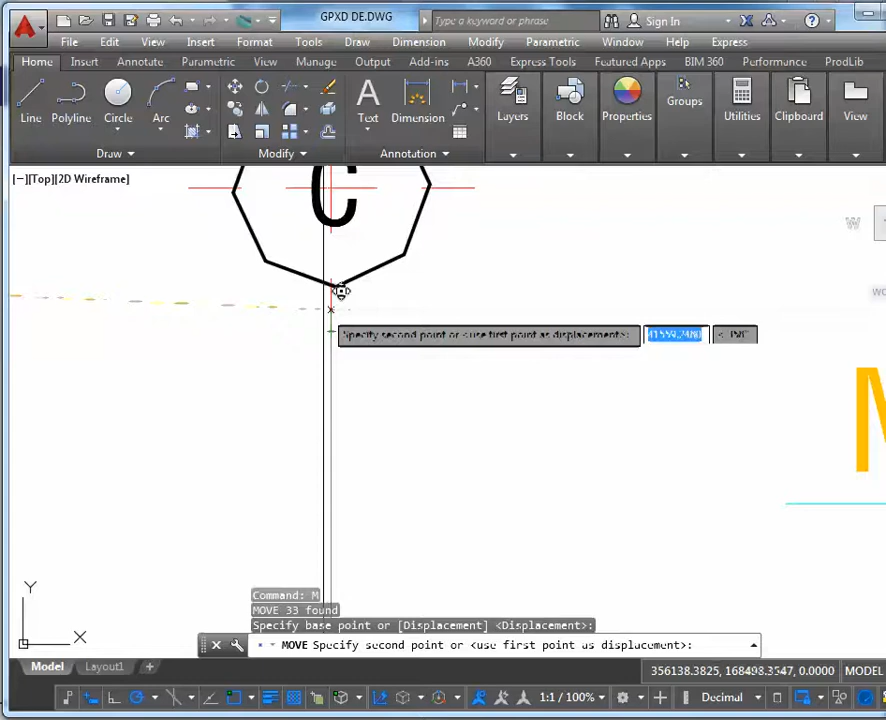 GPXD DE.DWG
Type a keyword or phrase
Sign In
File Edit View Insert Format Tools Draw Dimension Modify Parametric Window Help Express
Home Insert Annotate Parametric View Manage Output Add-ins A360 Express Tools Featured Apps BIM 360 Performance ProdLib
Line Polyline Circle Arc Text Dimension Layers Block Properties Groups Utilities Clipboard View
Draw Modify Annotation
[−][Top][2D Wireframe]
C
W
Specify second point or <use first point as displacement>:
Y
X
Command: M
MOVE 33 found
Specify base point or [Displacement] <Displacement>:
MOVE Specify second point or <use first point as displacement>:
Model Layout1 +
356138.3825, 168498.3547, 0.0000 MODEL
1:1 / 100% Decimal